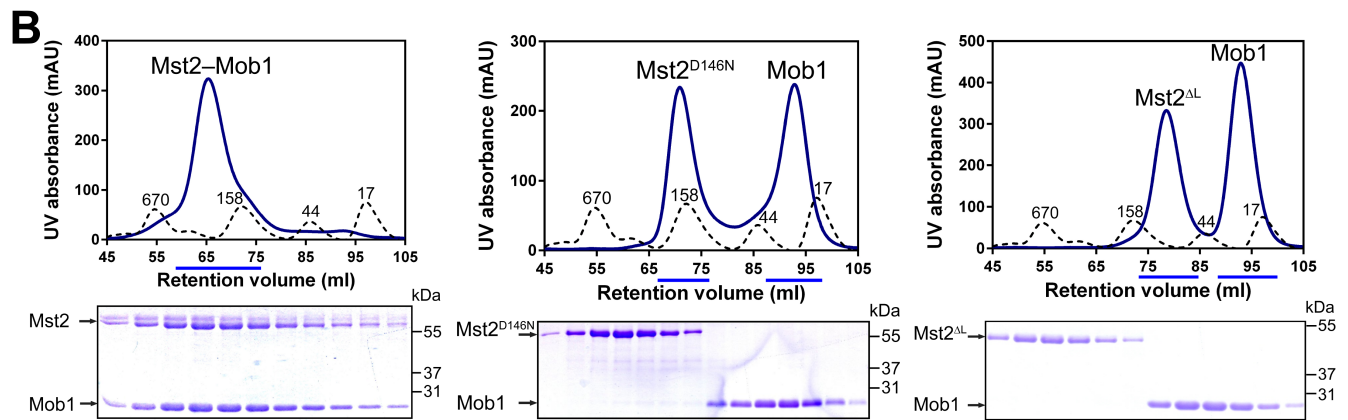 B
UV absorbance (mAU)
400
300
200
100
0
Mst2–Mob1
670
158
44
17
45 55 65 75 85 95 105
Retention volume (ml)
kDa
Mst2
Mob1
55
37
31
UV absorbance (mAU)
300
200
100
0
Mst2D146N
Mob1
670
158
44
17
45 55 65 75 85 95 105
Retention volume (ml)
kDa
Mst2D146N
Mob1
55
37
31
UV absorbance (mAU)
500
400
300
200
100
0
Mst2ΔL
Mob1
670
158
44
17
45 55 65 75 85 95 105
Retention volume (ml)
kDa
Mst2ΔL
Mob1
55
37
31